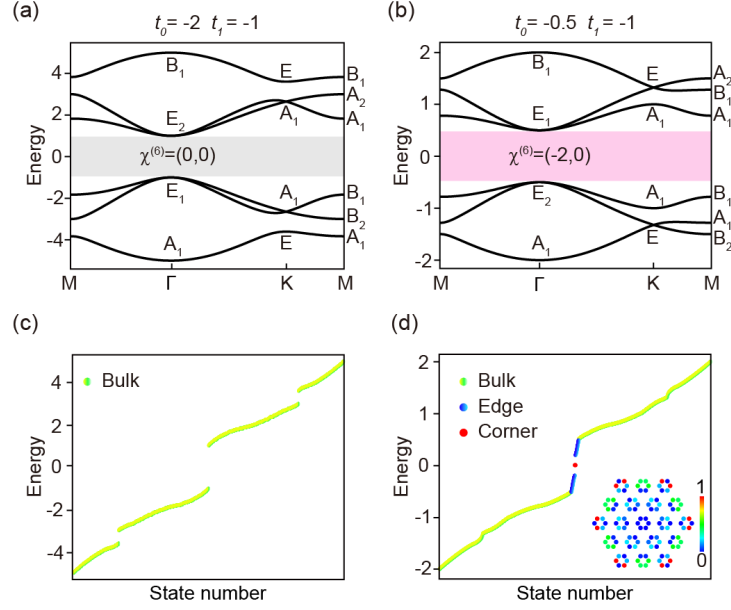 (a) t₀= -2 t₁= -1
Energy
4
2
0
-2
-4
B₁
E
B₁
A₂
A₁
A₁
E₂
χ⁽⁶⁾=(0,0)
E₁
A₁
B₁
B₂
A₁
E
A₁
M Γ K M
(b) t₀= -0.5 t₁= -1
Energy
2
1
0
-1
-2
B₁
E
A₂
B₁
A₁
A₁
E₁
χ⁽⁶⁾=(-2,0)
E₂
A₁
B₁
A₁
B₂
E
A₁
M Γ K M
(c)
Energy
4
2
0
-2
-4
Bulk
State number
(d)
Energy
2
1
0
-1
-2
Bulk
Edge
Corner
1
0
State number